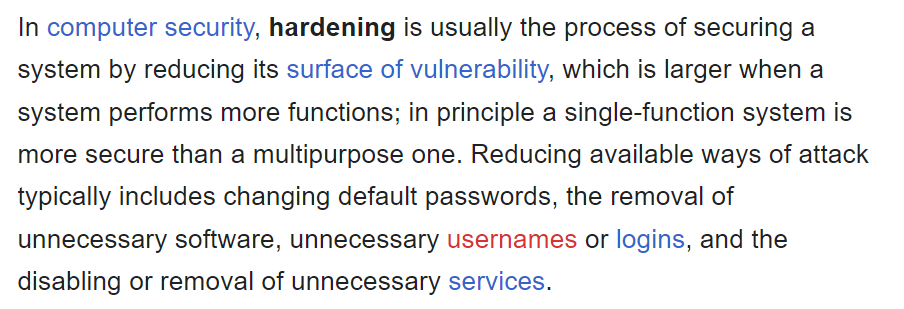 In computer security, hardening is usually the process of securing a
system by reducing its surface of vulnerability, which is larger when a
system performs more functions; in principle a single-function system is
more secure than a multipurpose one. Reducing available ways of attack
typically includes changing default passwords, the removal of
unnecessary software, unnecessary usernames or logins, and the
disabling or removal of unnecessary services.